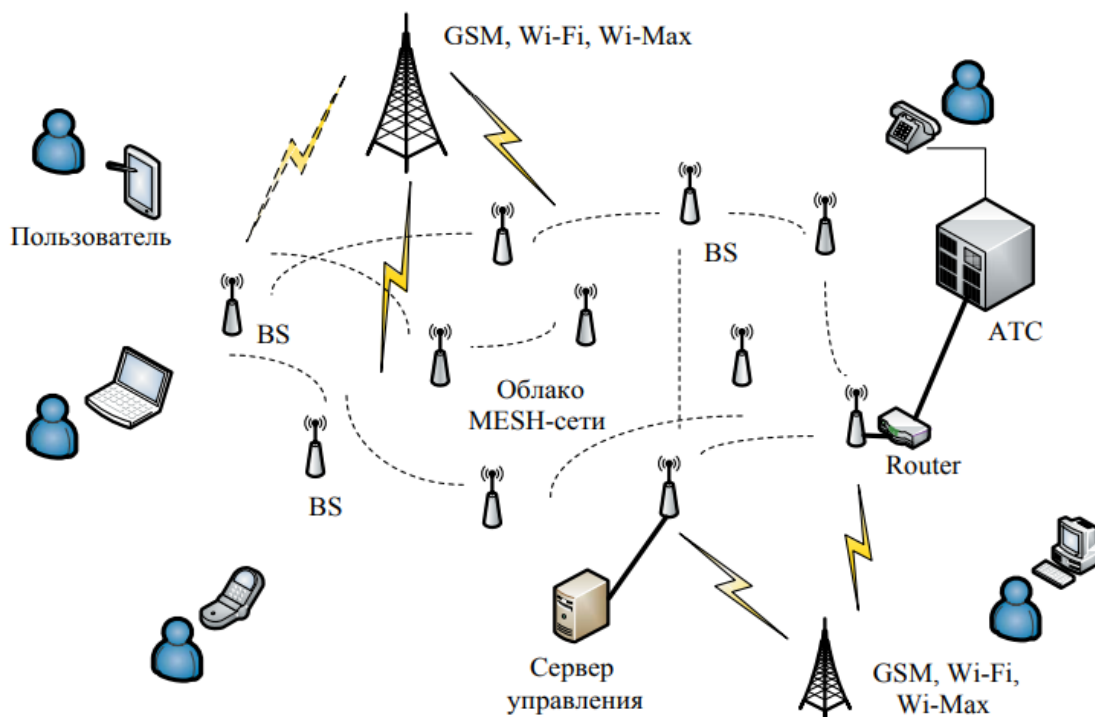 GSM, Wi-Fi, Wi-Max
Пользователь
BS
BS
АТС
Облако
MESH-сети
Router
BS
Сервер
управления
GSM, Wi-Fi,
Wi-Max